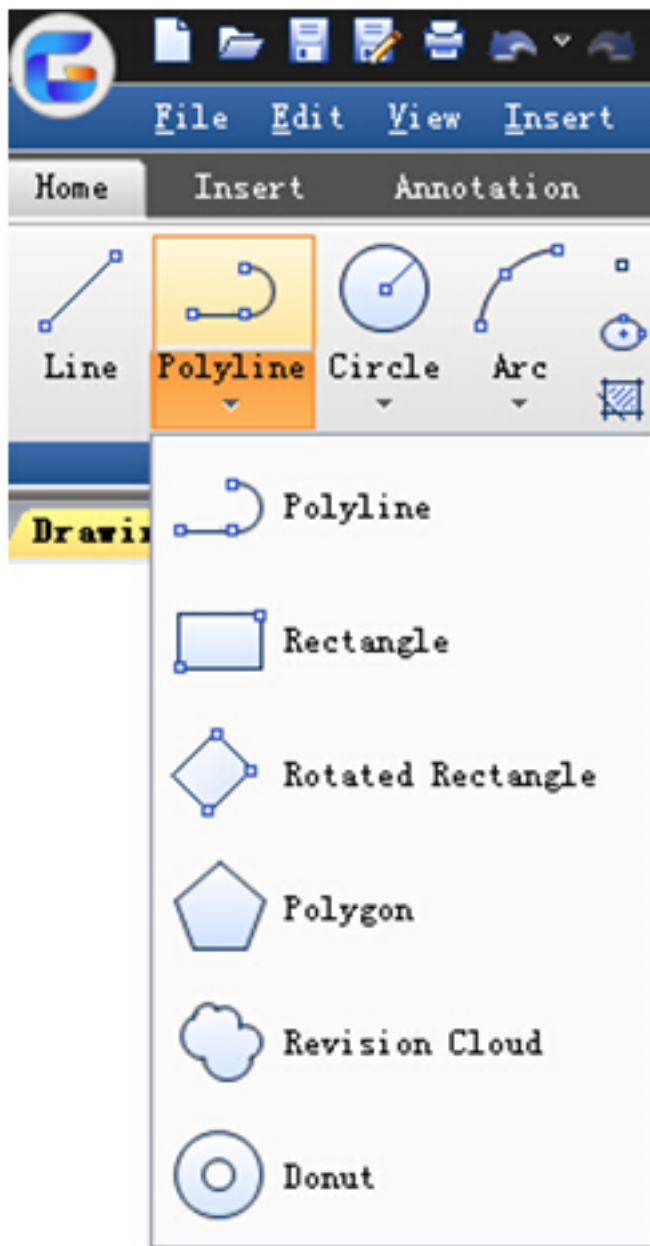 File Edit View Insert
Home Insert Annotation
Line Polyline Circle Arc
Polyline
Rectangle
Rotated Rectangle
Polygon
Revision Cloud
Donut